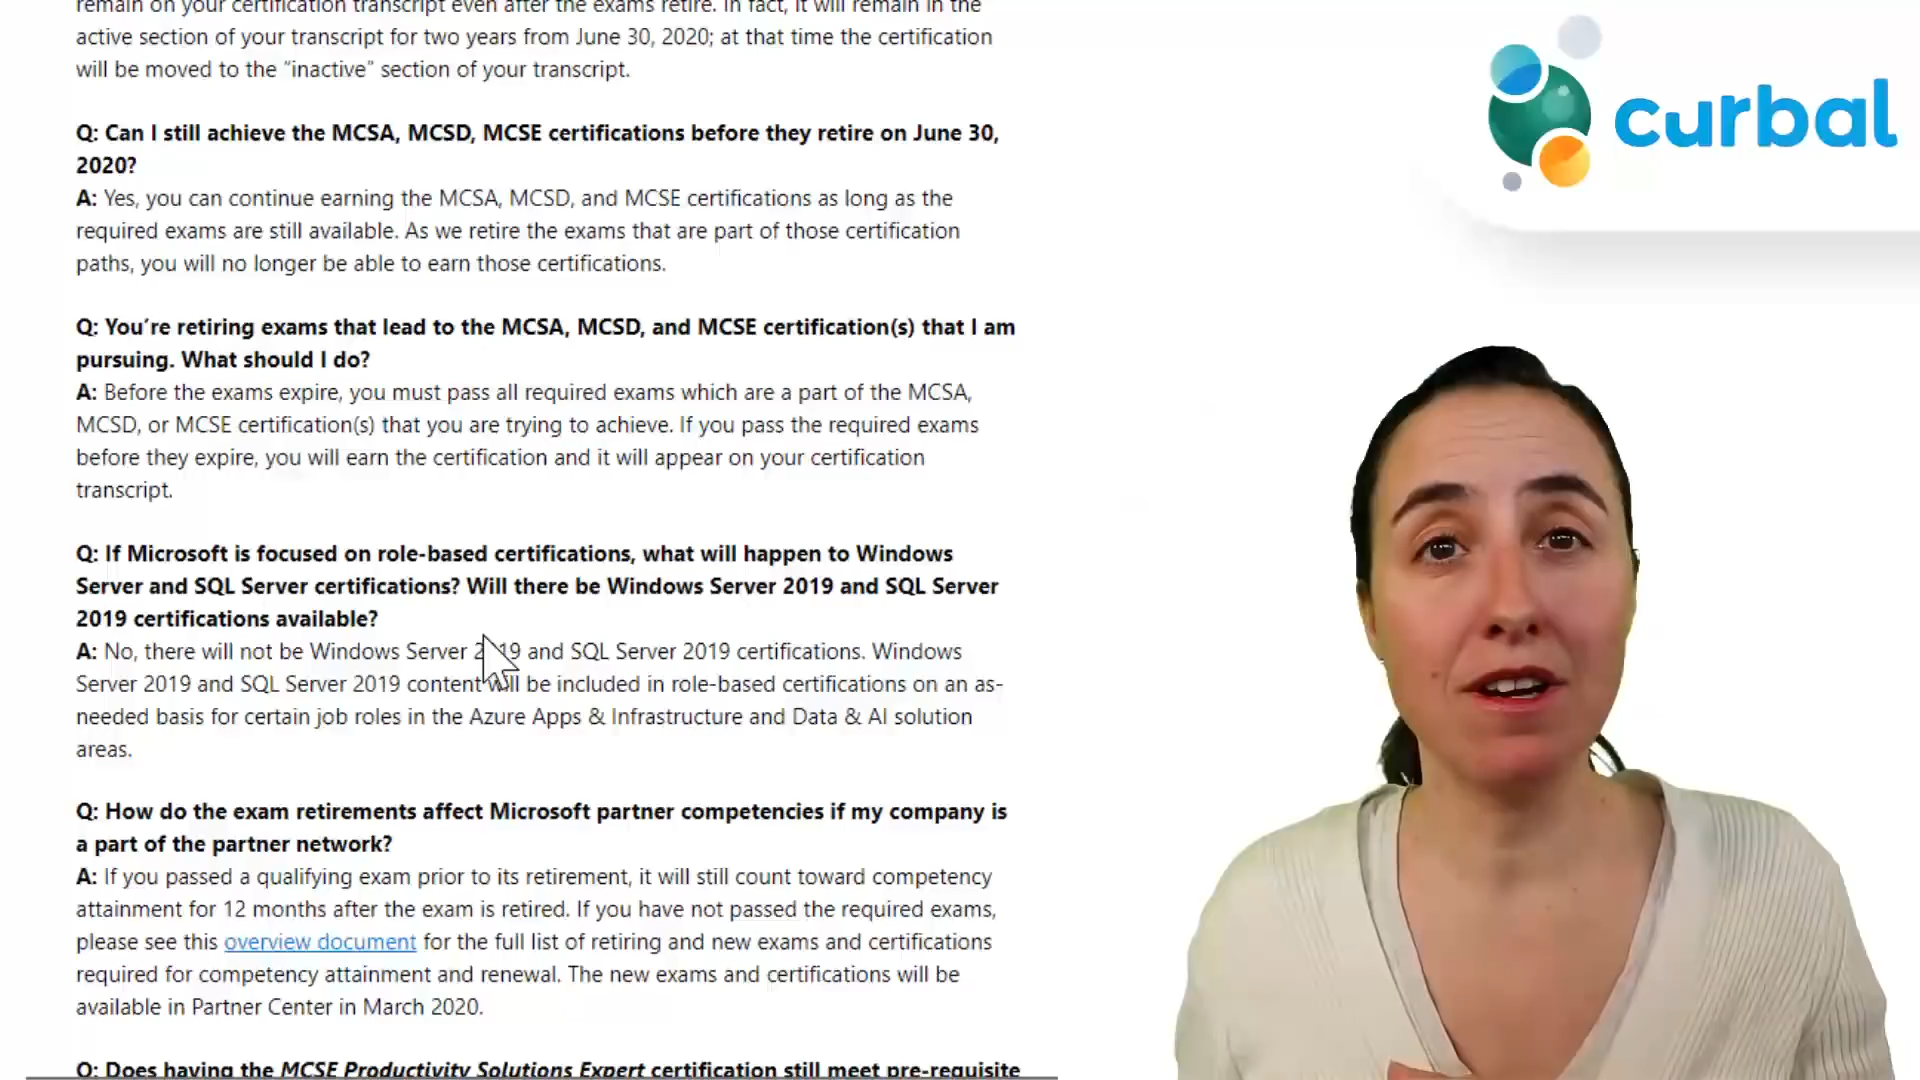 remain on your certification transcript even after the exams retire. In fact, it will remain in the
active section of your transcript for two years from June 30, 2020; at that time the certification
will be moved to the “inactive” section of your transcript.
Q: Can I still achieve the MCSA, MCSD, MCSE certifications before they retire on June 30,
2020?
A: Yes, you can continue earning the MCSA, MCSD, and MCSE certifications as long as the
required exams are still available. As we retire the exams that are part of those certification
paths, you will no longer be able to earn those certifications.
Q: You’re retiring exams that lead to the MCSA, MCSD, and MCSE certification(s) that I am
pursuing. What should I do?
A: Before the exams expire, you must pass all required exams which are a part of the MCSA,
MCSD, or MCSE certification(s) that you are trying to achieve. If you pass the required exams
before they expire, you will earn the certification and it will appear on your certification
transcript.
Q: If Microsoft is focused on role-based certifications, what will happen to Windows
Server and SQL Server certifications? Will there be Windows Server 2019 and SQL Server
2019 certifications available?
A: No, there will not be Windows Server 2019 and SQL Server 2019 certifications. Windows
Server 2019 and SQL Server 2019 content will be included in role-based certifications on an as-
needed basis for certain job roles in the Azure Apps & Infrastructure and Data & AI solution
areas.
Q: How do the exam retirements affect Microsoft partner competencies if my company is
a part of the partner network?
A: If you passed a qualifying exam prior to its retirement, it will still count toward competency
attainment for 12 months after the exam is retired. If you have not passed the required exams,
please see this overview document for the full list of retiring and new exams and certifications
required for competency attainment and renewal. The new exams and certifications will be
available in Partner Center in March 2020.
Q: Does having the MCSE Productivity Solutions Expert certification still meet pre-requisite
curbal